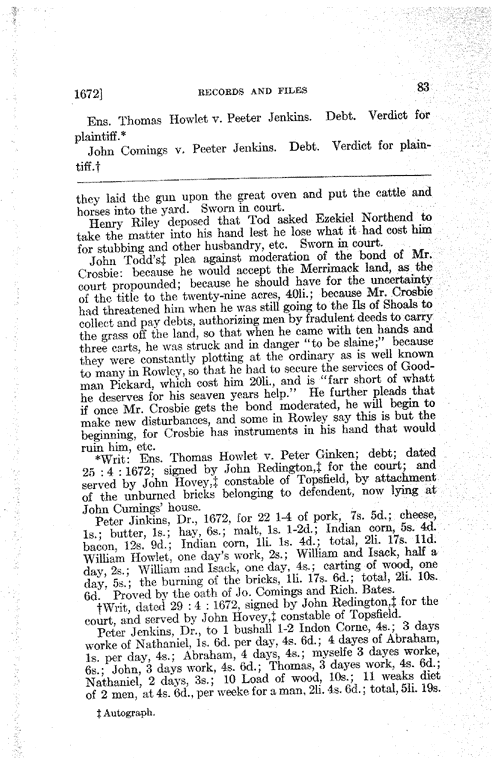 1672]
RECORDS AND FILES
83
Ens. Thomas Howlet v. Peeter Jenkins. Debt. Verdict for
plaintiff.*
John Comings v. Peeter Jenkins. Debt. Verdict for plain-
tiff.†
they laid the gun upon the great oven and put the cattle and
horses into the yard. Sworn in court.
Henry Riley deposed that Tod asked Ezekiel Northend to
take the matter into his hand lest he lose what it had cost him
for stubbing and other husbandry, etc. Sworn in court.
John Todd's‡ plea against moderation of the bond of Mr.
Crosbie: because he would accept the Merrimack land, as the
court propounded; because he should have for the uncertainty
of the title to the twenty-nine acres, 40li.; because Mr. Crosbie
had threatened him when he was still going to the Ils of Shoals to
collect and pay debts, authorizing men by fradulent deeds to carry
the grass off the land, so that when he came with ten hands and
three carts, he was struck and in danger "to be slaine;" because
they were constantly plotting at the ordinary as is well known
to many in Rowley, so that he had to secure the services of Good-
man Pickard, which cost him 20li., and is "farr short of whatt
he deserves for his seaven years help." He further pleads that
if once Mr. Crosbie gets the bond moderated, he will begin to
make new disturbances, and some in Rowley say this is but the
beginning, for Crosbie has instruments in his hand that would
ruin him, etc.
*Writ: Ens. Thomas Howlet v. Peter Ginken; debt; dated
25 : 4 : 1672; signed by John Redington,‡ for the court; and
served by John Hovey,‡ constable of Topsfield, by attachment
of the unburned bricks belonging to defendent, now lying at
John Cumings' house.
Peter Jinkins, Dr., 1672, for 22 1-4 of pork, 7s. 5d.; cheese,
1s.; butter, 1s.; hay, 6s.; malt, 1s. 1-2d.; Indian corn, 5s. 4d.
bacon, 12s. 9d.; Indian corn, 1li. 1s. 4d.; total, 2li. 17s. 11d.
William Howlet, one day's work, 2s.; William and Isack, half a
day, 2s.; William and Isack, one day, 4s.; carting of wood, one
day, 5s.; the burning of the bricks, 1li. 17s. 6d.; total, 2li. 10s.
6d. Proved by the oath of Jo. Comings and Rich. Bates.
†Writ, dated 29 : 4 : 1672, signed by John Redington,‡ for the
court, and served by John Hovey,‡ constable of Topsfield.
Peter Jenkins, Dr., to 1 bushall 1-2 Indon Corne, 4s.; 3 days
worke of Nathaniel, 1s. 6d. per day, 4s. 6d.; 4 dayes of Abraham,
1s. per day, 4s.; Abraham, 4 days, 4s.; myselfe 3 dayes worke,
6s.; John, 3 days work, 4s. 6d.; Thomas, 3 dayes work, 4s. 6d.;
Nathaniel, 2 days, 3s.; 10 Load of wood, 10s.; 11 weaks diet
of 2 men, at 4s. 6d., per weeke for a man, 2li. 4s. 6d.; total, 5li. 19s.
‡ Autograph.